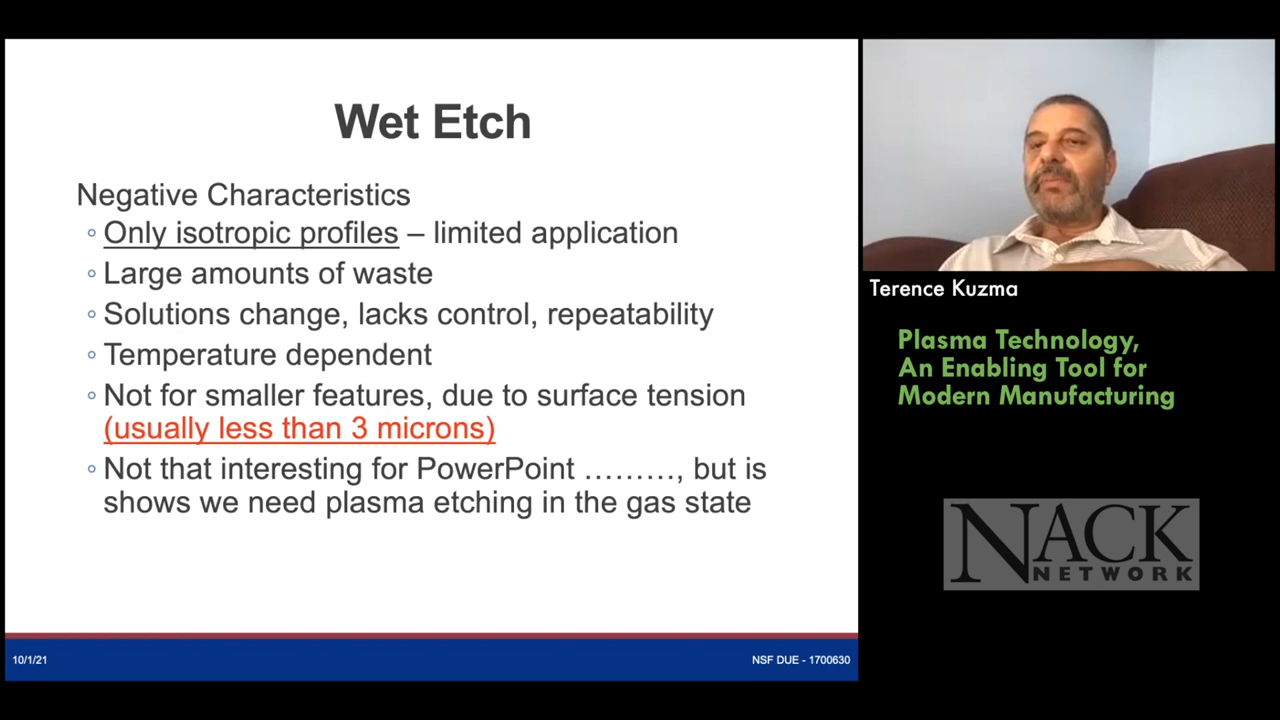 Wet Etch
Negative Characteristics
◦ Only isotropic profiles – limited application
◦ Large amounts of waste
◦ Solutions change, lacks control, repeatability
◦ Temperature dependent
◦ Not for smaller features, due to surface tension
(usually less than 3 microns)
◦ Not that interesting for PowerPoint ………, but is
shows we need plasma etching in the gas state
10/1/21
NSF DUE - 1700630
Terence Kuzma
Plasma Technology,
An Enabling Tool for
Modern Manufacturing
NACK
NETWORK